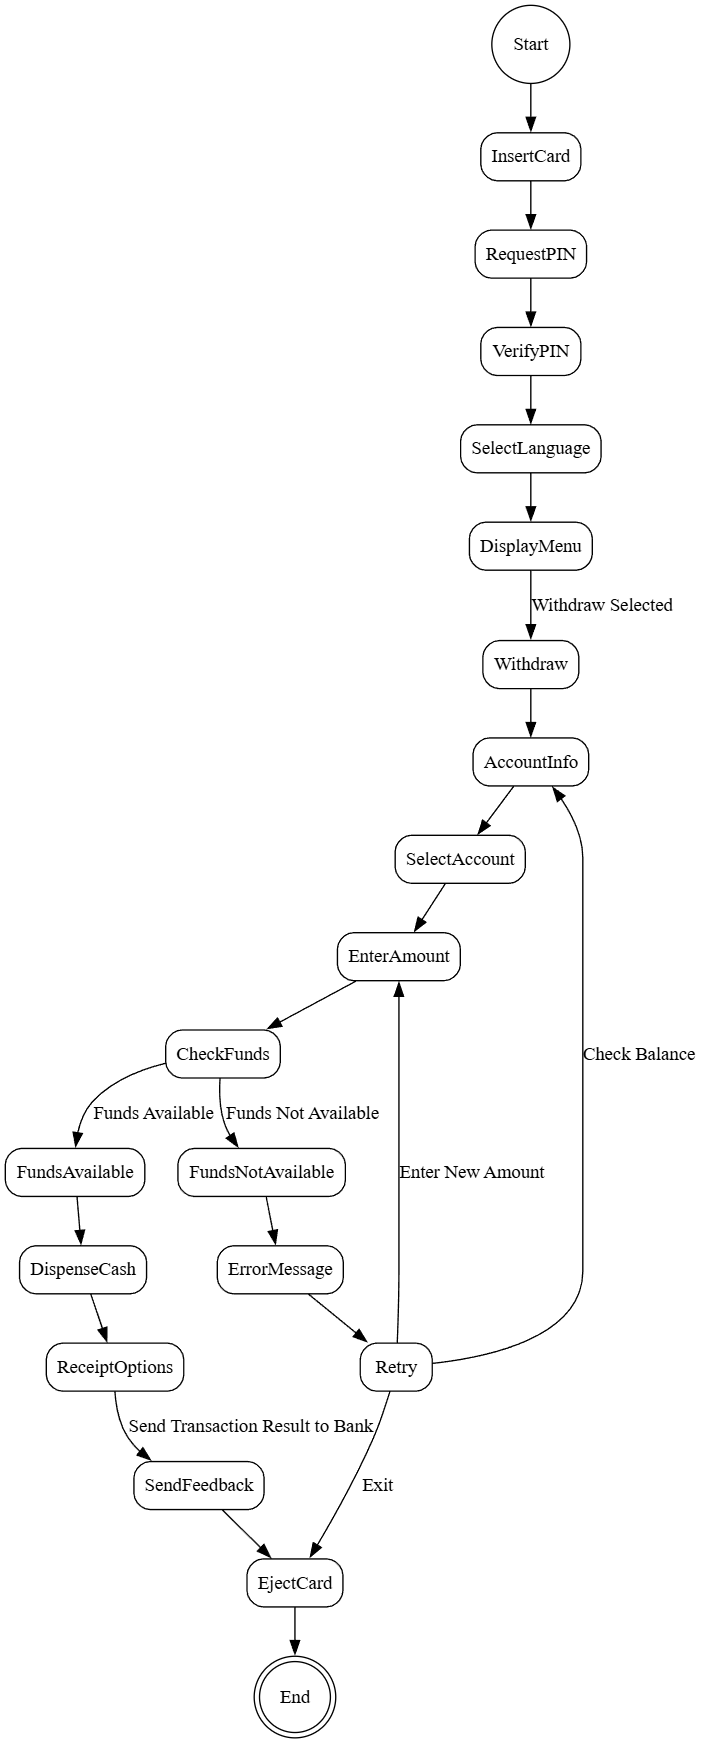 Start
InsertCard
RequestPIN
VerifyPIN
SelectLanguage
DisplayMenu
Withdraw Selected
Withdraw
AccountInfo
SelectAccount
EnterAmount
CheckFunds
Check Balance
Funds Available
Funds Not Available
FundsAvailable
FundsNotAvailable
Enter New Amount
DispenseCash
ErrorMessage
ReceiptOptions
Retry
Send Transaction Result to Bank
SendFeedback
Exit
EjectCard
End